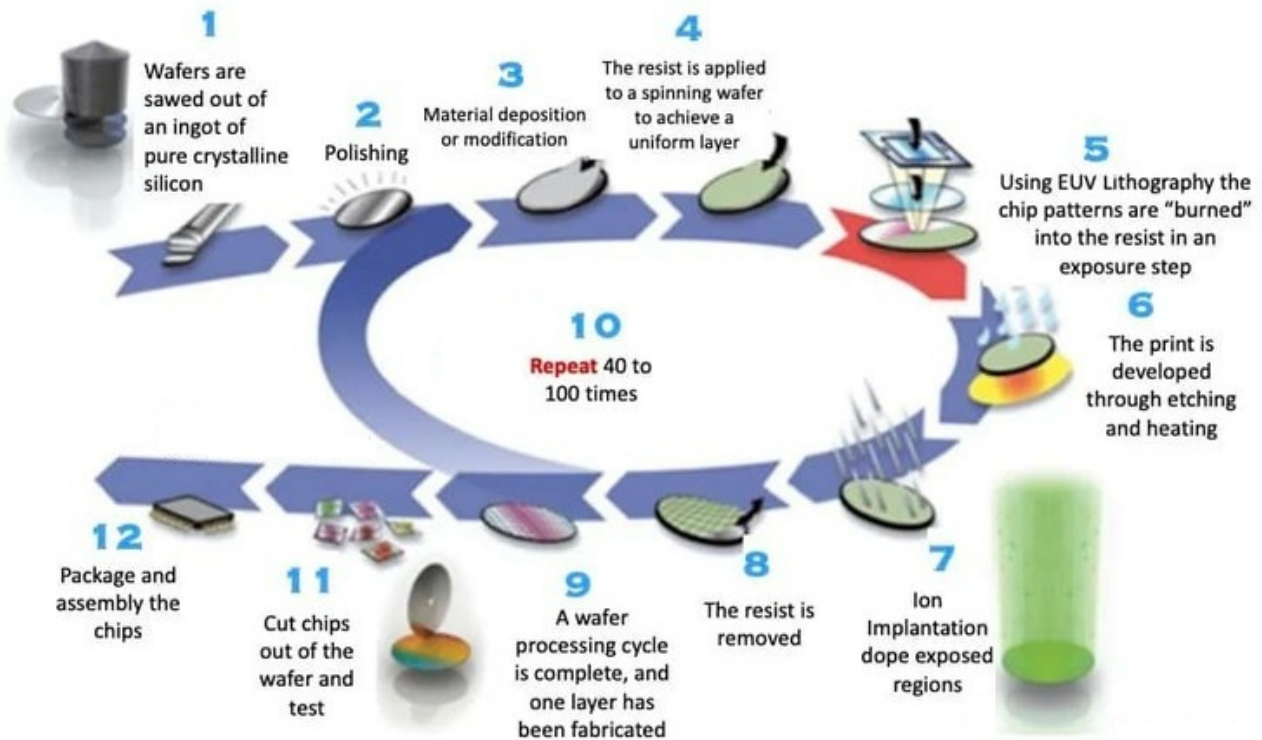 1
Wafers are
sawed out of
an ingot of
pure crystalline
silicon
2
Polishing
3
Material deposition
or modification
4
The resist is applied
to a spinning wafer
to achieve a
uniform layer
5
Using EUV Lithography the
chip patterns are “burned”
into the resist in an
exposure step
6
The print is
developed
through etching
and heating
7
Ion
Implantation
dope exposed
regions
8
The resist is
removed
9
A wafer
processing cycle
is complete, and
one layer has
been fabricated
10
Repeat 40 to
100 times
11
Cut chips
out of the
wafer and
test
12
Package and
assembly the
chips